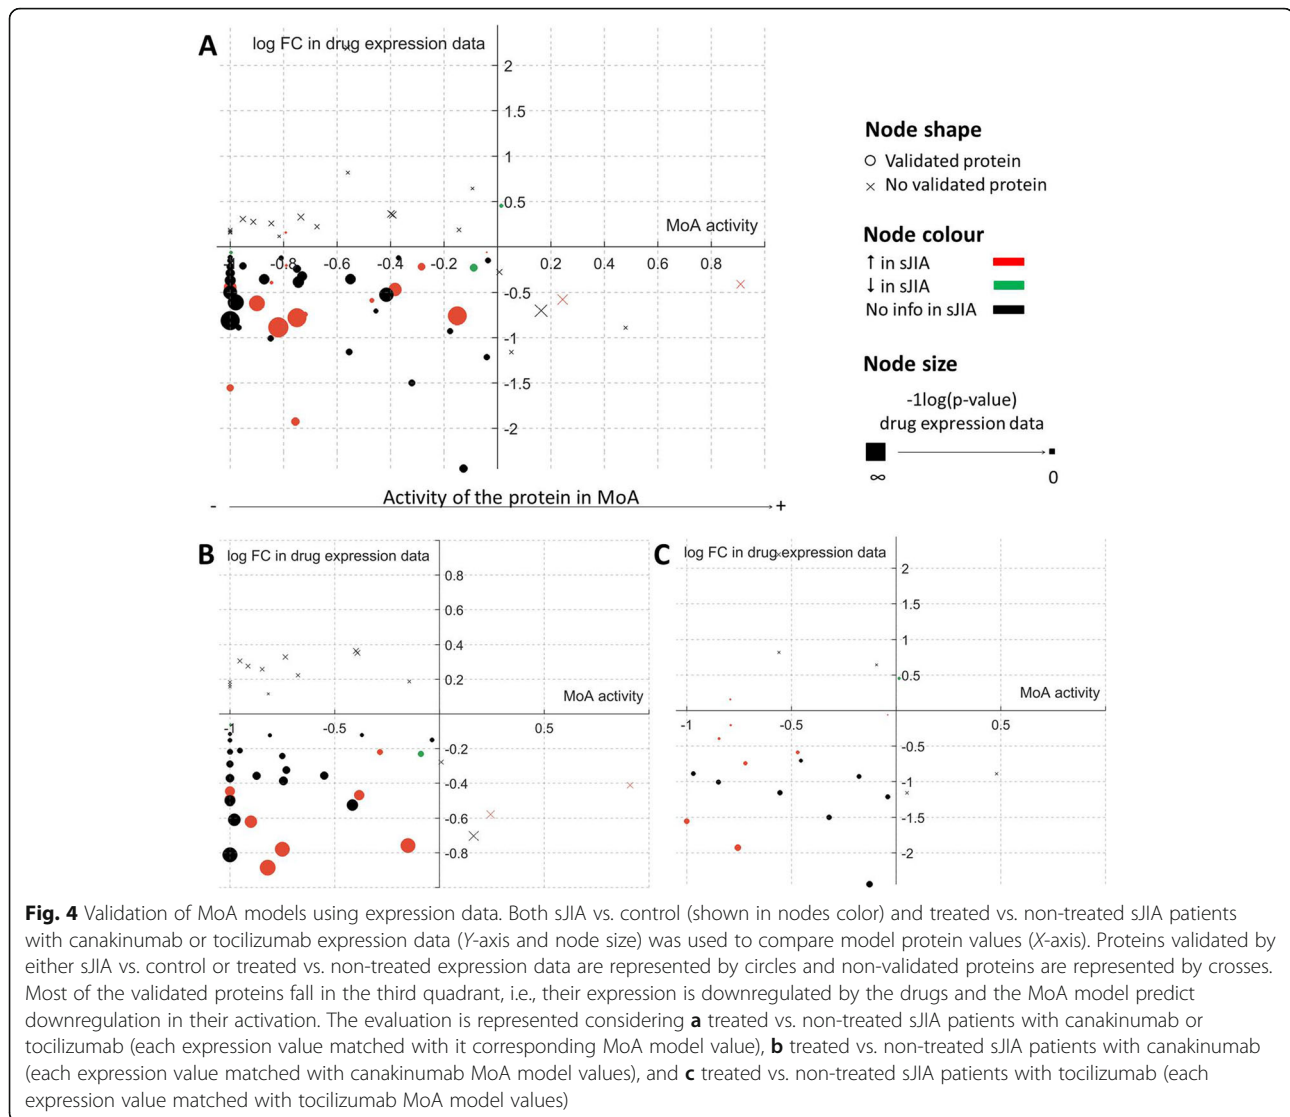 A
log FC in drug expression data
2
1.5
1
0.5
MoA activity
-1 -0.8 -0.6 -0.4 -0.2 0.2 0.4 0.6 0.8
-0.5
-1
-1.5
-2
- Activity of the protein in MoA +
Node shape
Validated protein
No validated protein
Node colour
↑ in sJIA
↓ in sJIA
No info in sJIA
Node size
-1log(p-value)
drug expression data
∞ 0
B
log FC in drug expression data
0.8
0.6
0.4
0.2
MoA activity
-1 -0.5 0.5
-0.2
-0.4
-0.6
-0.8
C
log FC in drug expression data
2
1.5
1
0.5
MoA activity
-1 -0.5 0.5
-0.5
-1
-1.5
-2
Fig. 4 Validation of MoA models using expression data. Both sJIA vs. control (shown in nodes color) and treated vs. non-treated sJIA patients
with canakinumab or tocilizumab expression data (Y-axis and node size) was used to compare model protein values (X-axis). Proteins validated by
either sJIA vs. control or treated vs. non-treated expression data are represented by circles and non-validated proteins are represented by crosses.
Most of the validated proteins fall in the third quadrant, i.e., their expression is downregulated by the drugs and the MoA model predict
downregulation in their activation. The evaluation is represented considering a treated vs. non-treated sJIA patients with canakinumab or
tocilizumab (each expression value matched with it corresponding MoA model value), b treated vs. non-treated sJIA patients with canakinumab
(each expression value matched with canakinumab MoA model values), and c treated vs. non-treated sJIA patients with tocilizumab (each
expression value matched with tocilizumab MoA model values)